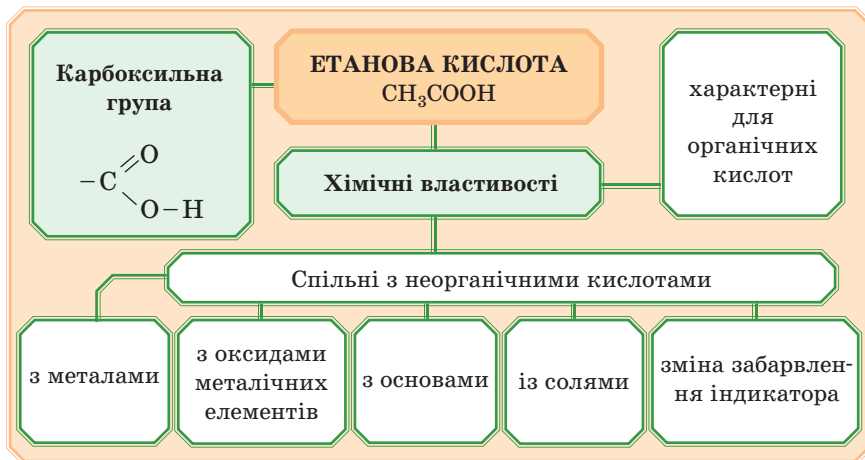 Карбоксильна
група
–C
O
O–H
ЕТАНОВА КИСЛОТА
CH₃COOH
характерні
для
органічних
кислот
Хімічні властивості
Спільні з неорганічними кислотами
з металами
з оксидами
металічних
елементів
з основами
із солями
зміна забарвлен-
ня індикатора